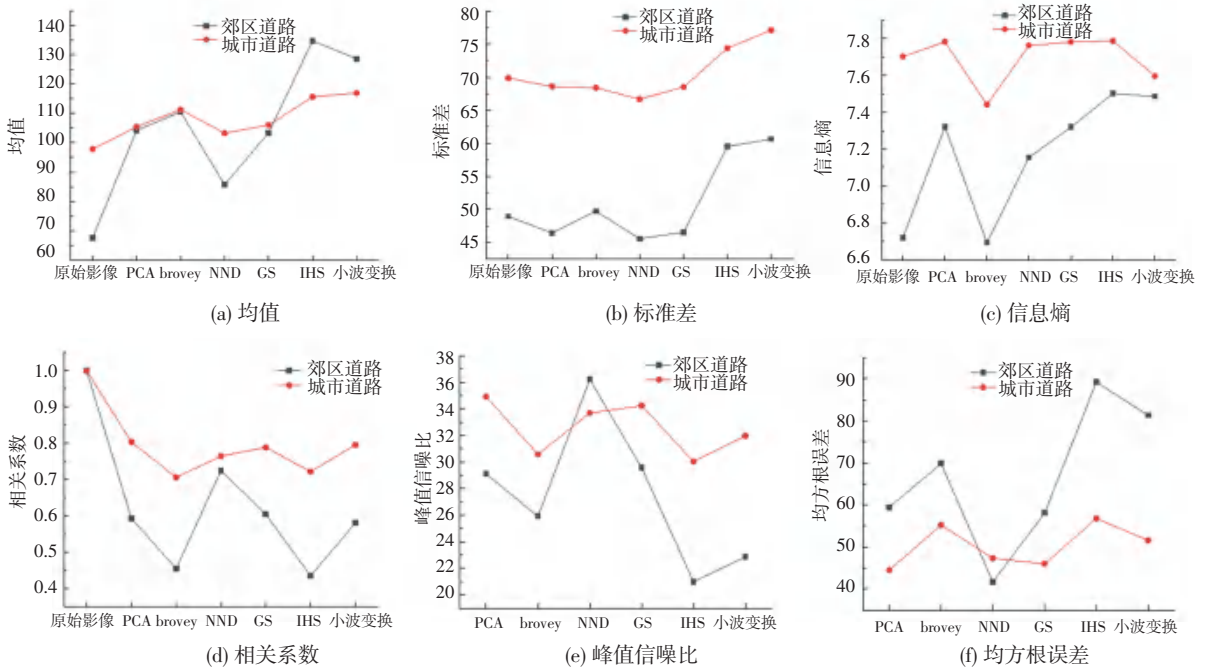 140
130
120
110
100
90
80
70
60
均值
郊区道路
城市道路
原始影像 PCA brovey NND GS IHS 小波变换
(a) 均值
80
75
70
65
60
55
50
45
标准差
郊区道路
城市道路
原始影像 PCA brovey NND GS IHS 小波变换
(b) 标准差
7.8
7.6
7.4
7.2
7.0
6.8
6.6
信息熵
郊区道路
城市道路
原始影像 PCA brovey NND GS IHS 小波变换
(c) 信息熵
1.0
0.9
0.8
0.7
0.6
0.5
0.4
相关系数
郊区道路
城市道路
原始影像 PCA brovey NND GS IHS 小波变换
(d) 相关系数
38
36
34
32
30
28
26
24
22
20
峰值信噪比
郊区道路
城市道路
PCA brovey NND GS IHS 小波变换
(e) 峰值信噪比
90
80
70
60
50
40
均方根误差
郊区道路
城市道路
PCA brovey NND GS IHS 小波变换
(f) 均方根误差